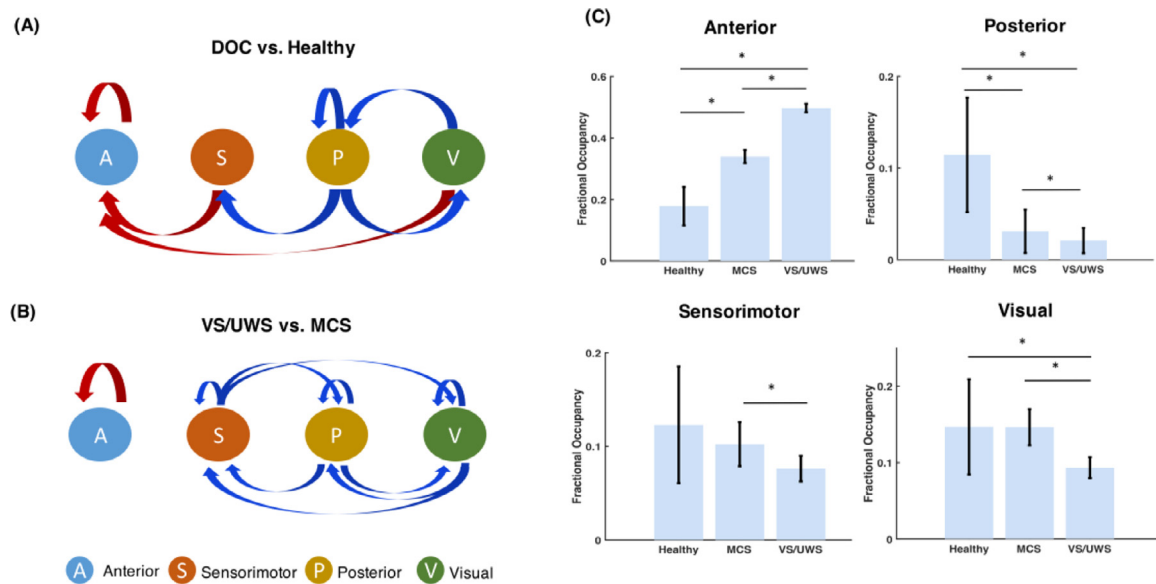 (A)
DOC vs. Healthy
A S P V
(B)
VS/UWS vs. MCS
A S P V
A Anterior S Sensorimotor P Posterior V Visual
(C)
Anterior
*
*
*
0.6
0.4
0.2
0
Fractional Occupancy
Healthy MCS VS/UWS
Posterior
*
*
*
0.2
0.1
0
Fractional Occupancy
Healthy MCS VS/UWS
Sensorimotor
*
0.2
0.1
0
Fractional Occupancy
Healthy MCS VS/UWS
Visual
*
*
0.2
0.1
0
Fractional Occupancy
Healthy MCS VS/UWS